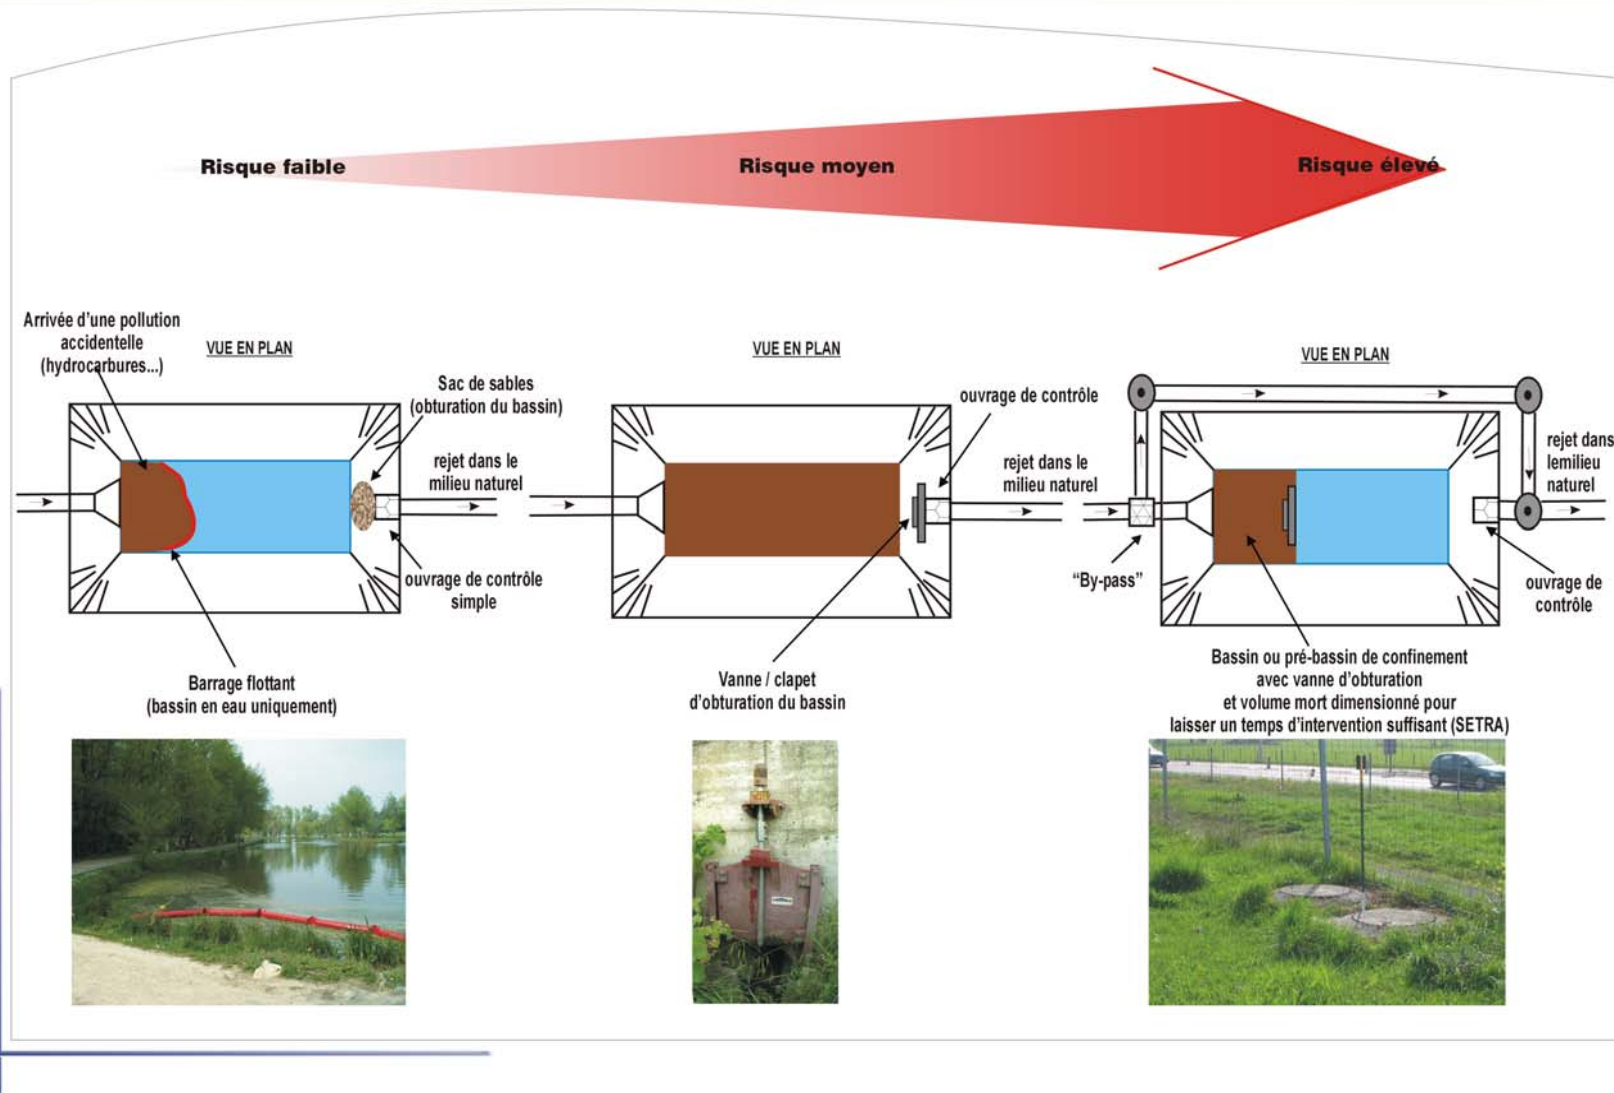 Risque faible
Risque moyen
Risque élevé
Arrivée d'une pollution
accidentelle
(hydrocarbures...)
VUE EN PLAN
Sac de sables
(obturation du bassin)
rejet dans le
milieu naturel
ouvrage de contrôle
simple
Barrage flottant
(bassin en eau uniquement)
VUE EN PLAN
ouvrage de contrôle
rejet dans le
milieu naturel
Vanne / clapet
d'obturation du bassin
VUE EN PLAN
rejet dans
lemilieu
naturel
“By-pass”
ouvrage de
contrôle
Bassin ou pré-bassin de confinement
avec vanne d'obturation
et volume mort dimensionné pour
laisser un temps d'intervention suffisant (SETRA)